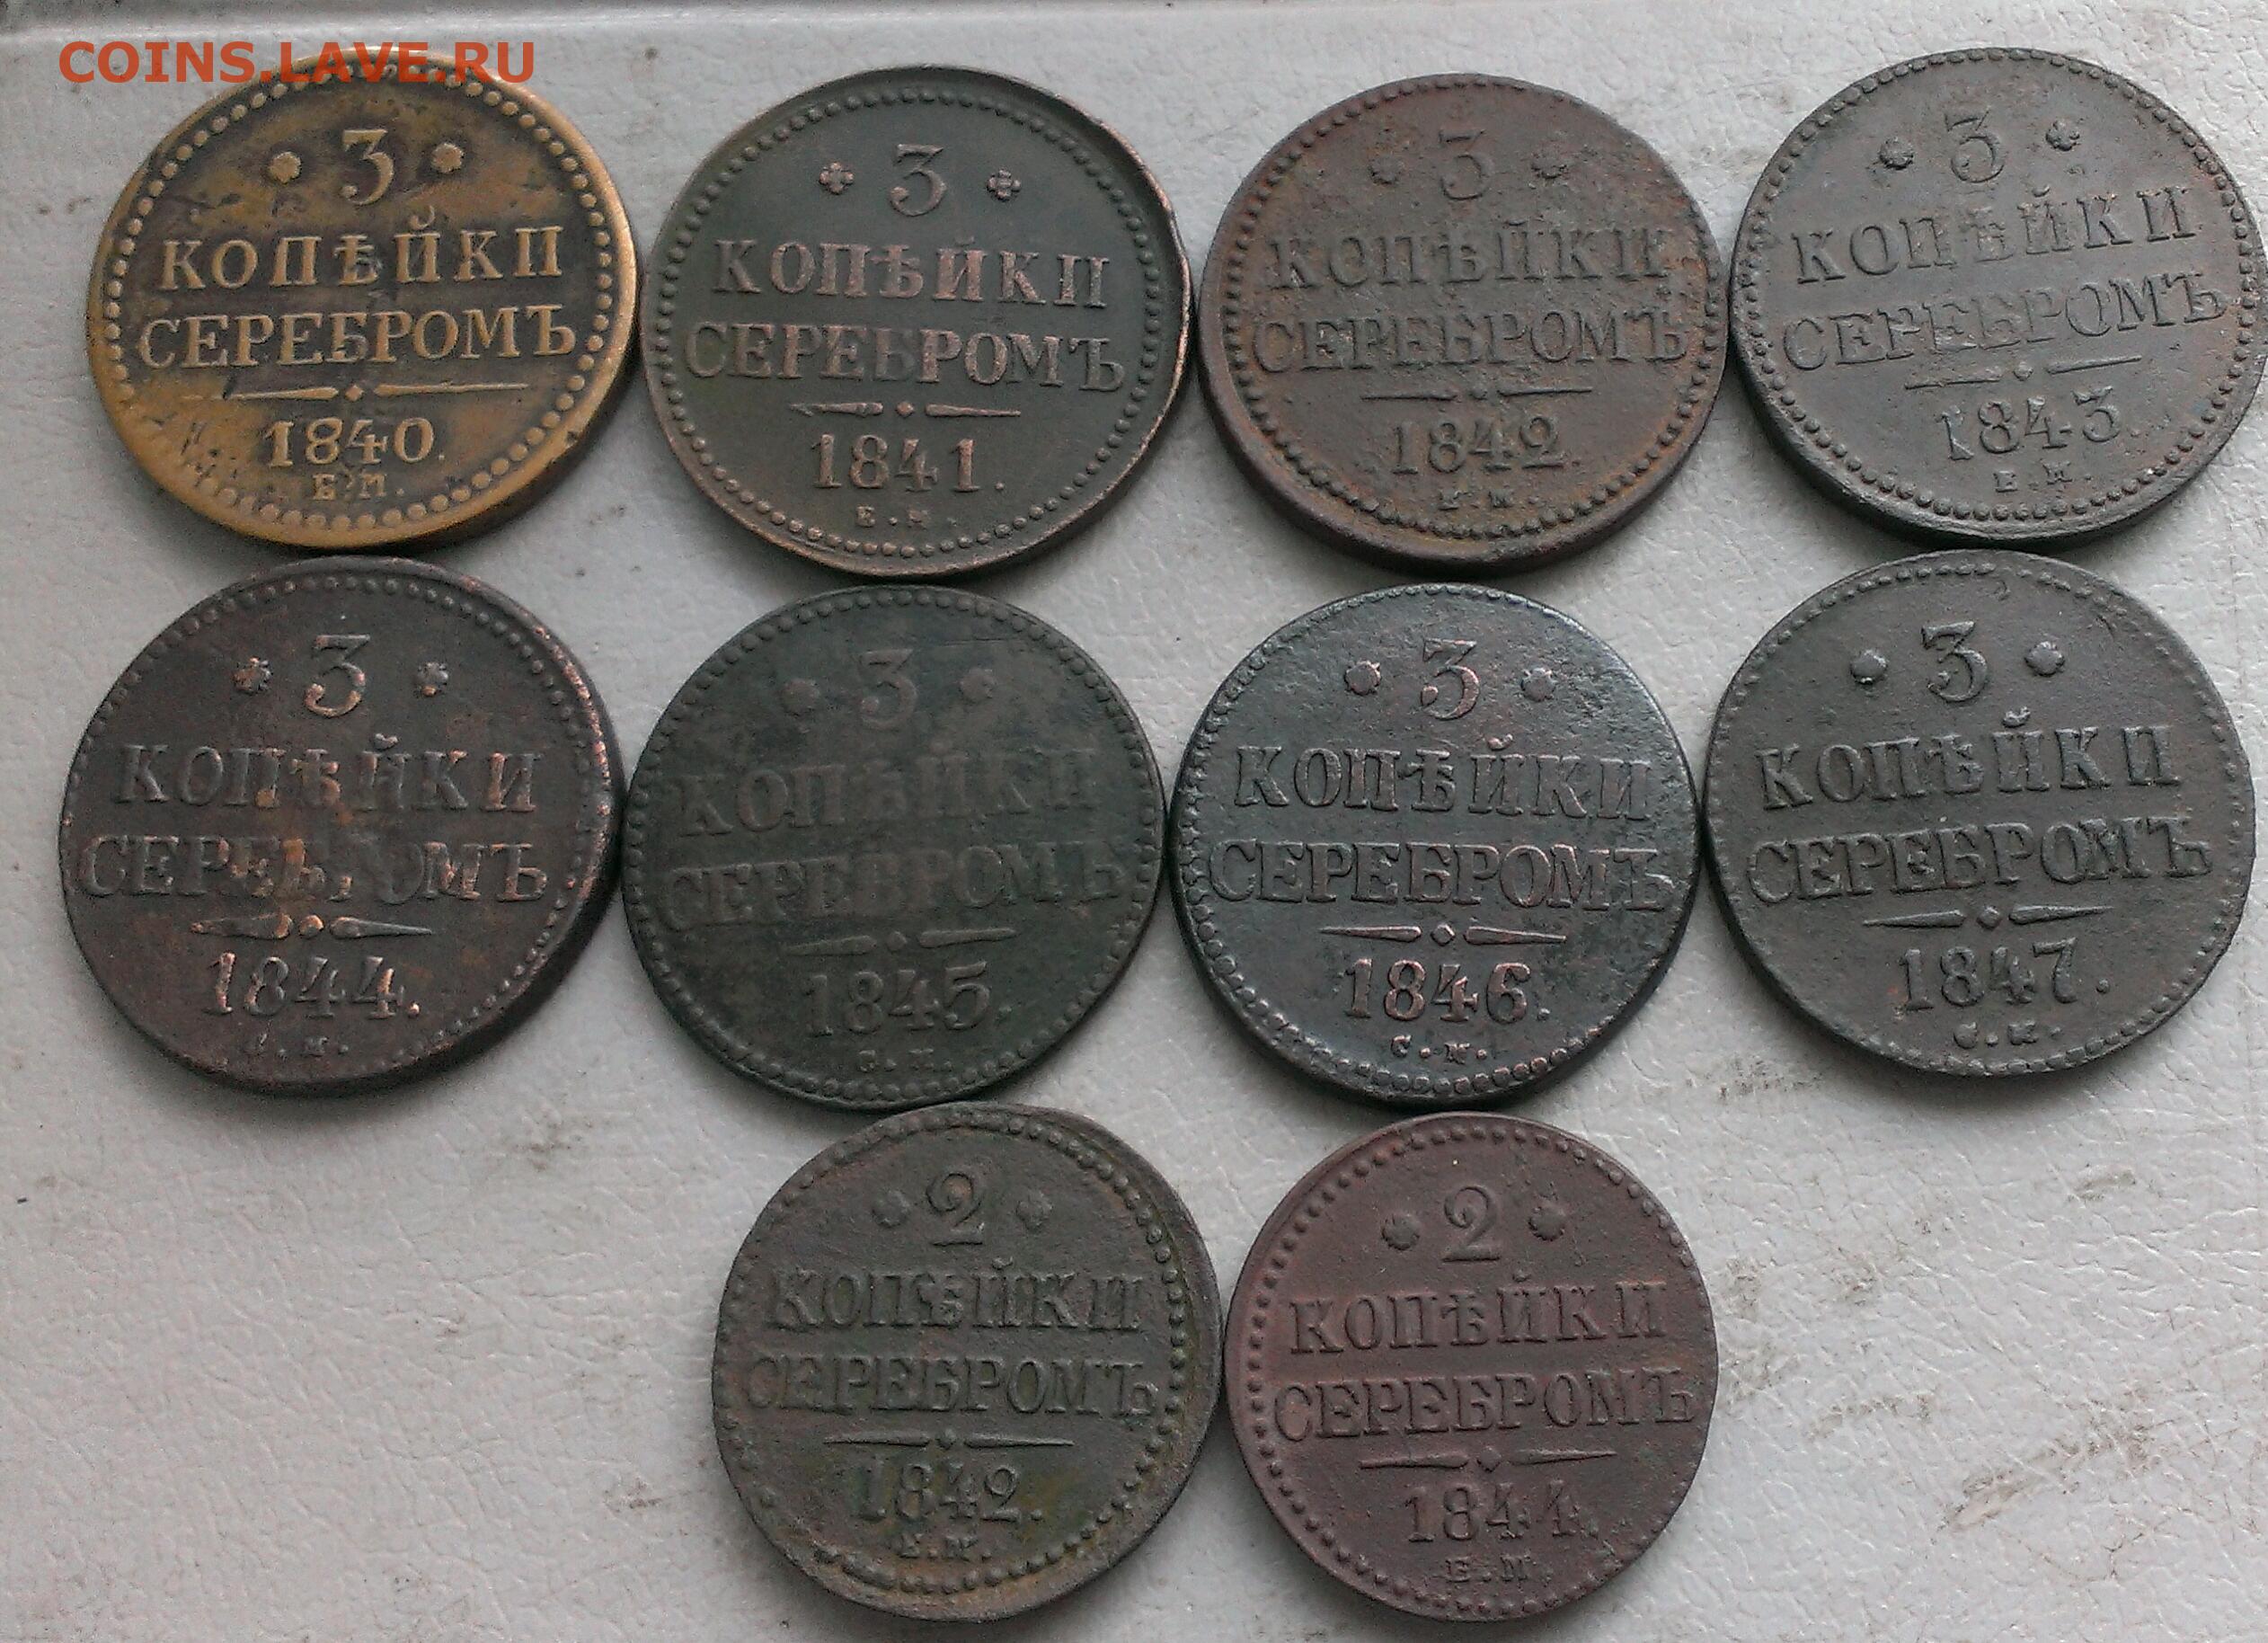 COINS.LAVE.RU
3
КОПѢЙКИ
СЕРЕБРОМЪ
1840.
Е.М.
3
КОПѢЙКИ
СЕРЕБРОМЪ
1841.
Е.М.
3
КОПѢЙКИ
СЕРЕБРОМЪ
1842.
Е.М.
3
КОПѢЙКИ
СЕРЕБРОМЪ
1843.
Е.М.
3
КОПѢЙКИ
СЕРЕБРОМЪ
1844.
С.М.
3
КОПѢЙКИ
СЕРЕБРОМЪ
1845.
С.М.
3
КОПѢЙКИ
СЕРЕБРОМЪ
1846.
С.М.
3
КОПѢЙКИ
СЕРЕБРОМЪ
1847.
С.М.
2
КОПѢЙКИ
СЕРЕБРОМЪ
1842.
Е.М.
2
КОПѢЙКИ
СЕРЕБРОМЪ
1844.
Е.М.